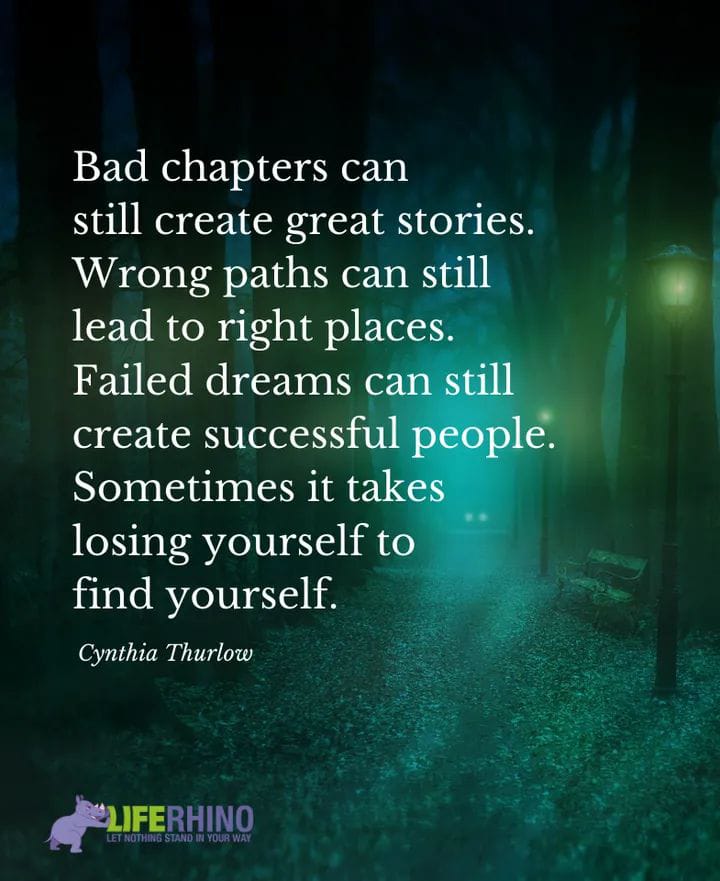 Bad chapters can
still create great stories.
Wrong paths can still
lead to right places.
Failed dreams can still
create successful people.
Sometimes it takes
losing yourself to
find yourself.
Cynthia Thurlow
LIFERHINO
LET NOTHING STAND IN YOUR WAY